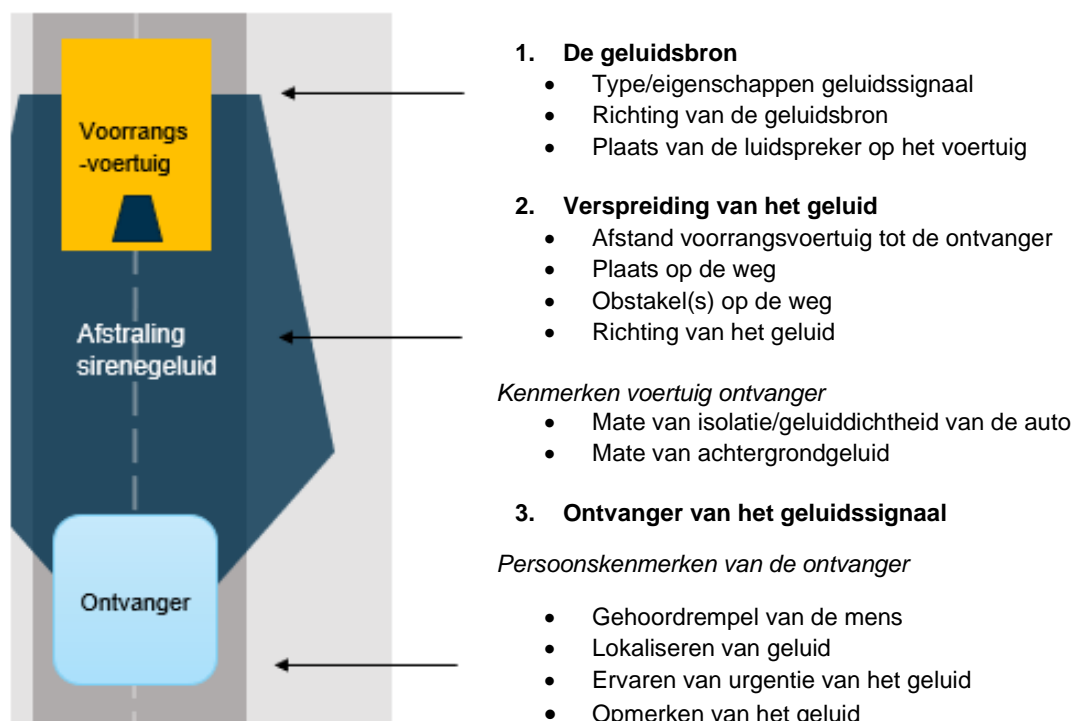 Voorrangs
-voertuig
Afstraling
sirenegeluid
Ontvanger
1. De geluidsbron
• Type/eigenschappen geluidssignaal
• Richting van de geluidsbron
• Plaats van de luidspreker op het voertuig
2. Verspreiding van het geluid
• Afstand voorrangsvoertuig tot de ontvanger
• Plaats op de weg
• Obstakel(s) op de weg
• Richting van het geluid
Kenmerken voertuig ontvanger
• Mate van isolatie/geluiddichtheid van de auto
• Mate van achtergrondgeluid
3. Ontvanger van het geluidssignaal
Persoonskenmerken van de ontvanger
• Gehoordrempel van de mens
• Lokaliseren van geluid
• Ervaren van urgentie van het geluid
• Opmerken van het geluid